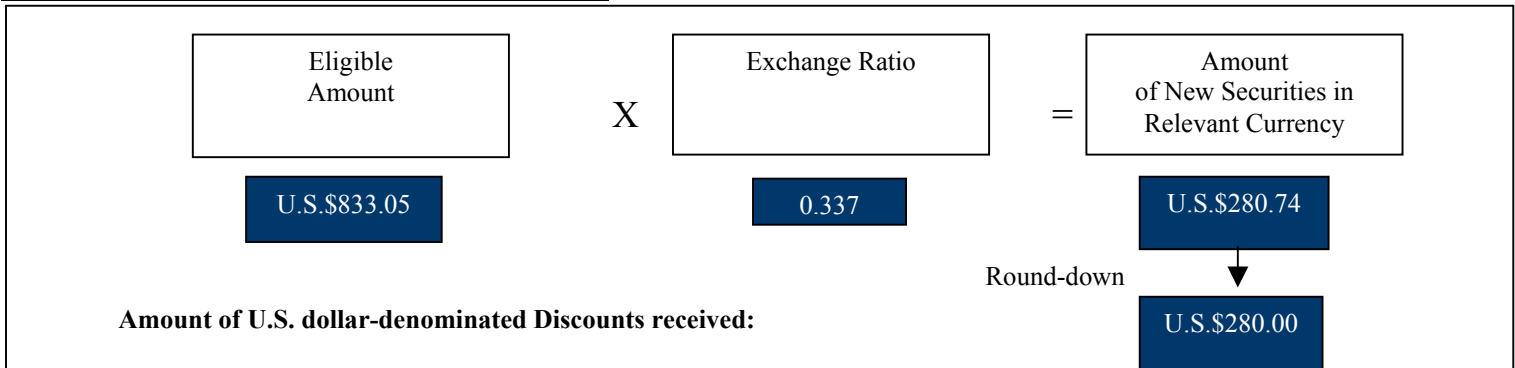 Eligible
Amount
X
Exchange Ratio
=
Amount
of New Securities in
Relevant Currency
U.S.$833.05
0.337
U.S.$280.74
Round-down
Amount of U.S. dollar-denominated Discounts received:
U.S.$280.00